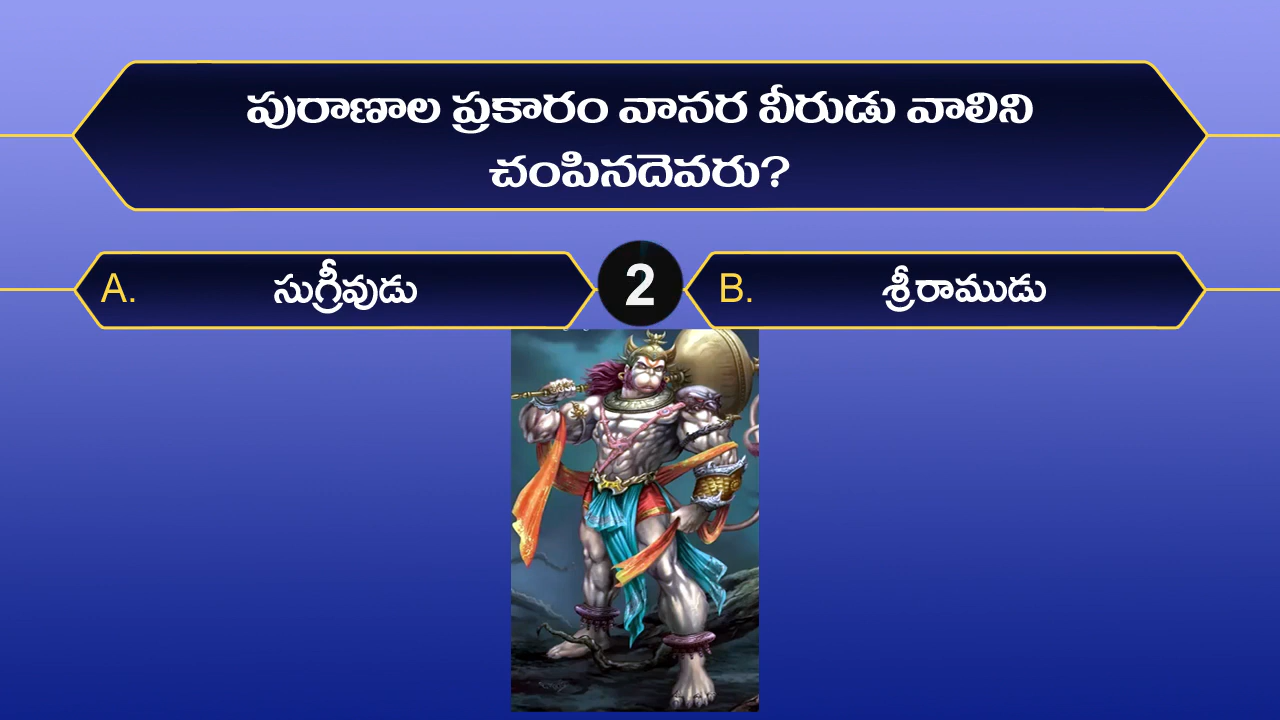 పురాణాల ప్రకారం వానర వీరుడు వాలిని
చంపినదెవరు?
A. సుగ్రీవుడు
2
B. శ్రీరాముడు